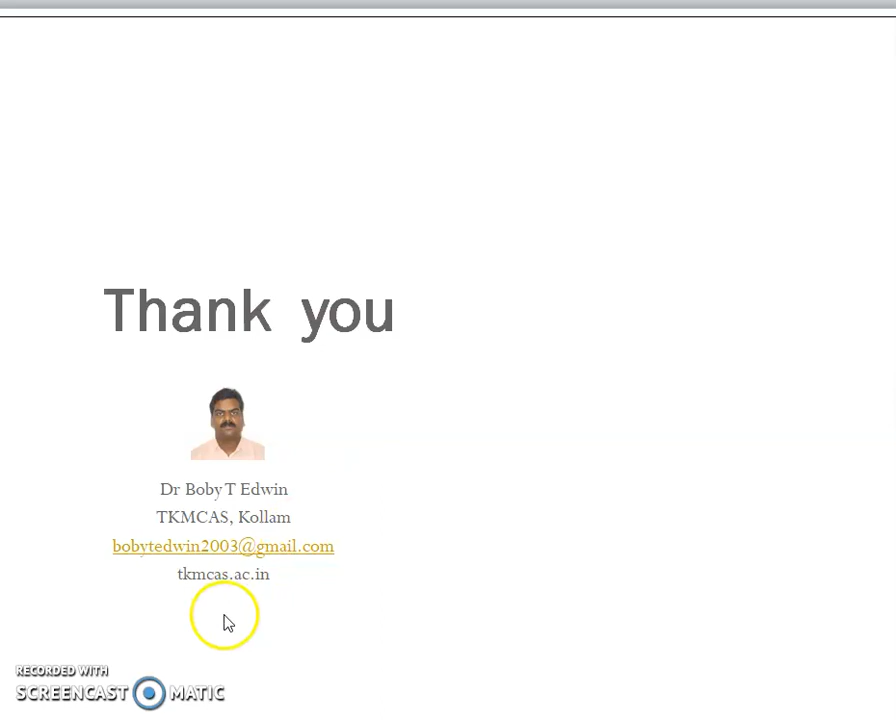 Thank you
Dr Boby T Edwin
TKMCAS, Kollam
bobytedwin2003@gmail.com
tkmcas.ac.in
RECORDED WITH
SCREENCAST MATIC